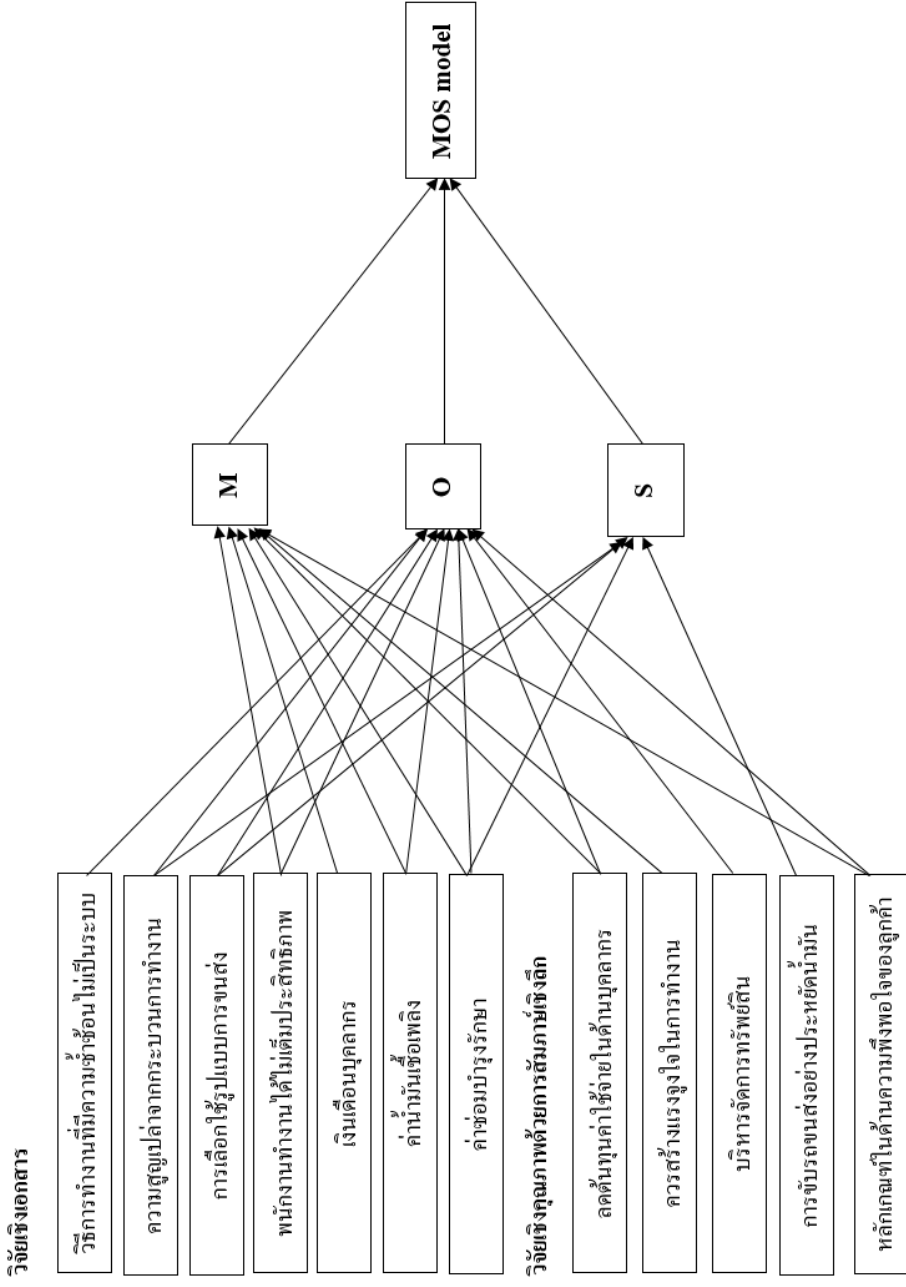 วิจัยเชิงเอกสาร
วิธีการทำงานที่มีความซ้ำซ้อนไม่เป็นระบบ
ความสูญเปล่าจากกระบวนการทำงาน
การเลือกใช้รูปแบบการขนส่ง
พนักงานทำงานได้ไม่เต็มประสิทธิภาพ
เงินเดือนบุคลากร
ค่าน้ำมันเชื้อเพลิง
ค่าซ่อมบำรุงรักษา
วิจัยเชิงคุณภาพด้วยการสัมภาษ์เชิงลึก
ลดต้นทุนค่าใช้จ่ายในด้านบุคลากร
ควรสร้างแรงจูงใจในการทำงาน
บริหารจัดการทรัพย์สิน
การขับรถขนส่งอย่างประหยัดน้ำมัน
หลักเกณฑ์ในด้านความพึงพอใจของลูกค้า
M
O
S
MOS model